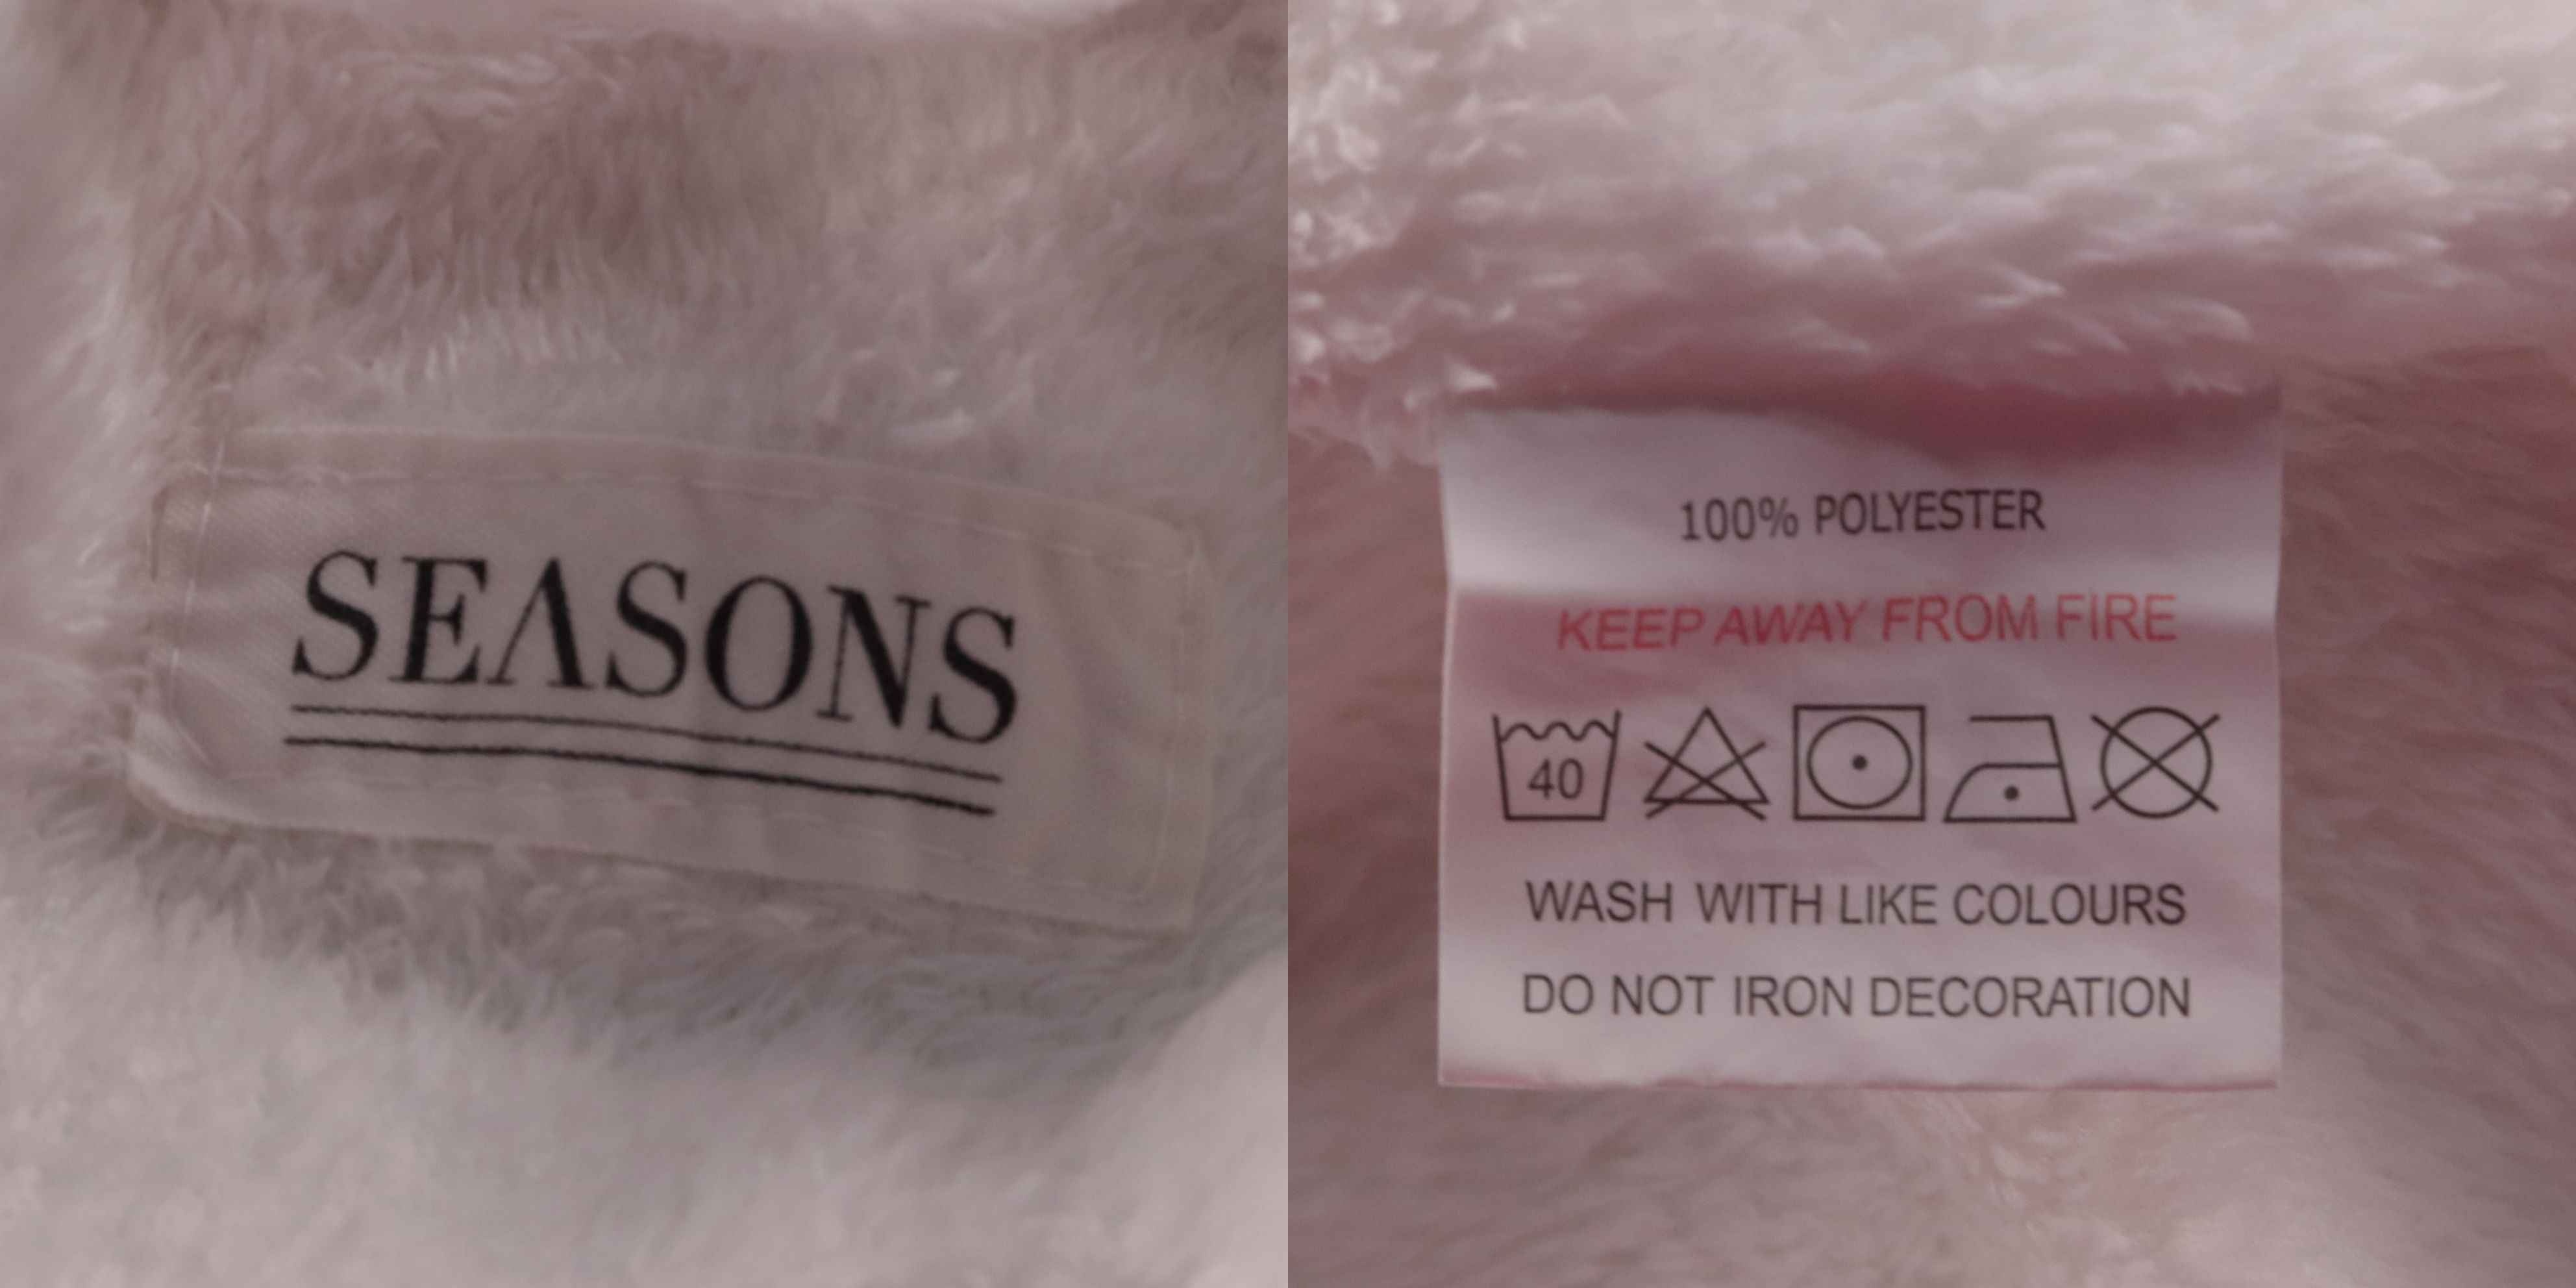 SEASONS
100% POLYESTER
KEEP AWAY FROM FIRE
40
WASH WITH LIKE COLOURS
DO NOT IRON DECORATION